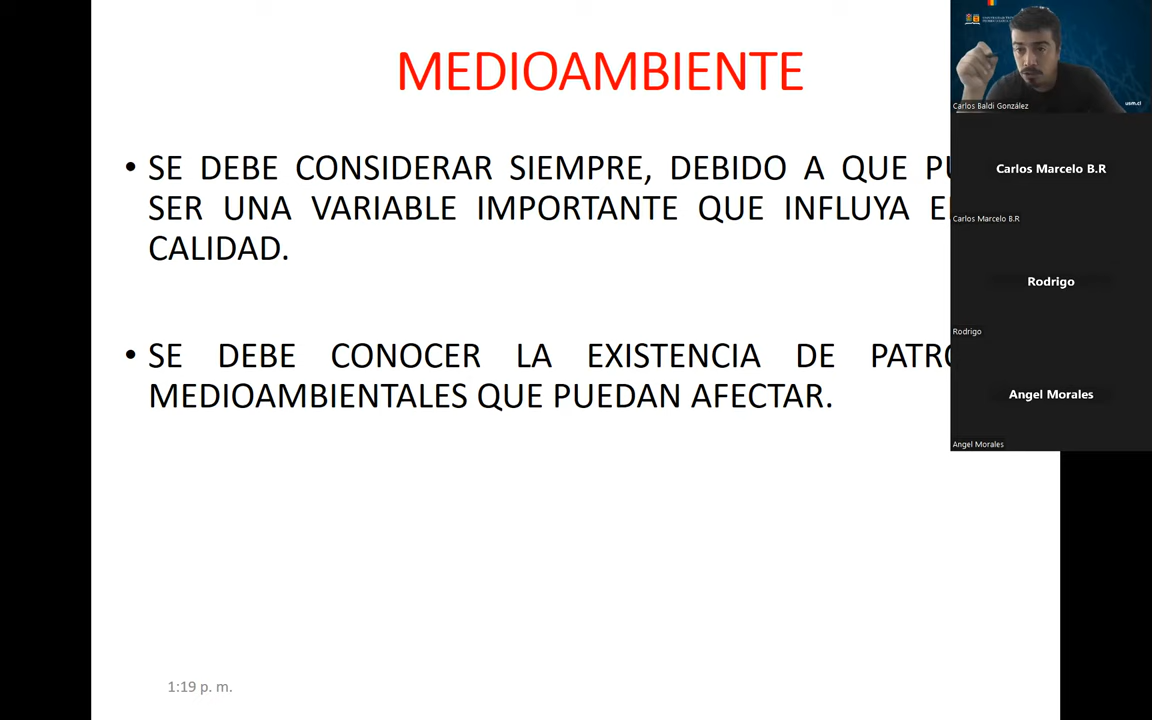 MEDIOAMBIENTE
• SE DEBE CONSIDERAR SIEMPRE, DEBIDO A QUE
SER UNA VARIABLE IMPORTANTE QUE INFLUYA
CALIDAD.
• SE DEBE CONOCER LA EXISTENCIA DE
MEDIOAMBIENTALES QUE PUEDAN AFECTAR.
1:19 p. m.
usm.cl
Carlos Baldi González
Carlos Marcelo B.R
Carlos Marcelo B.R
Rodrigo
Rodrigo
Angel Morales
Angel Morales